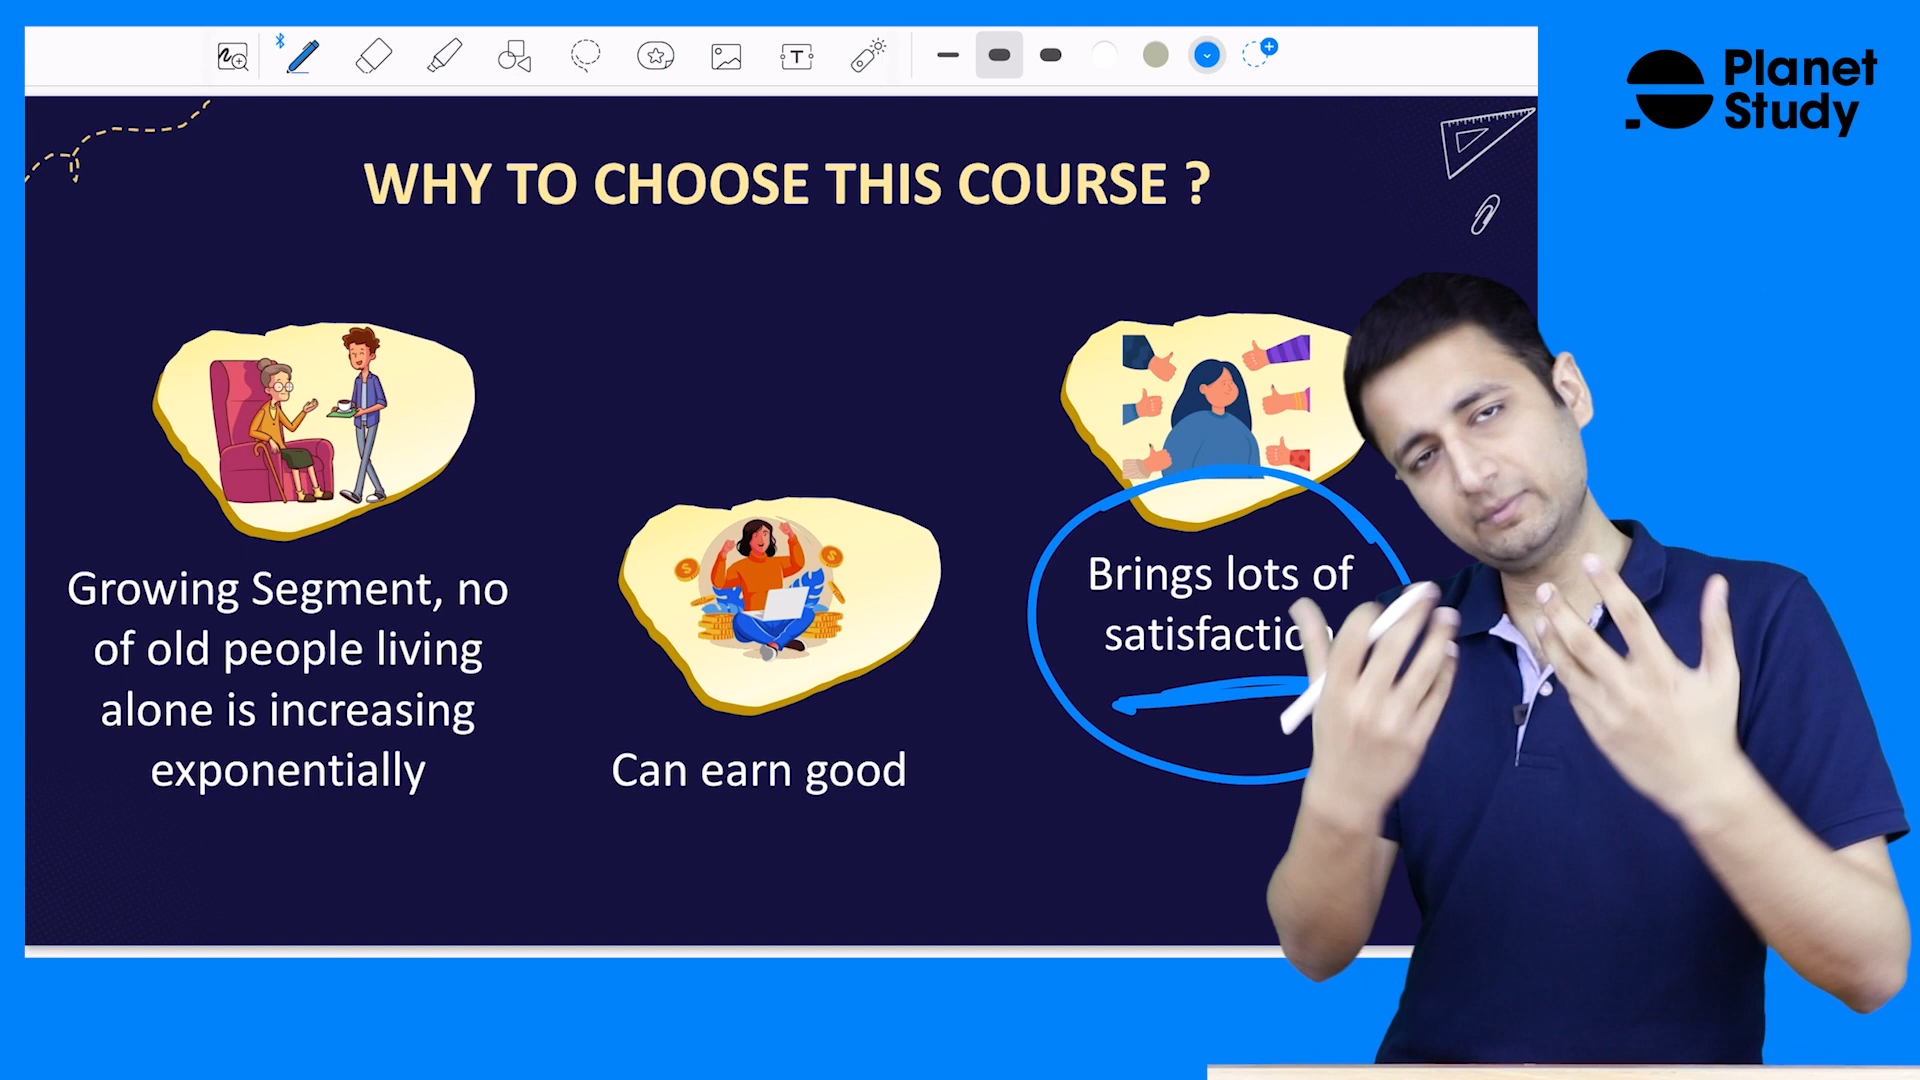 Planet
Study
WHY TO CHOOSE THIS COURSE ?
Growing Segment, no
of old people living
alone is increasing
exponentially
Can earn good
Brings lots of
satisfaction
T
$
$